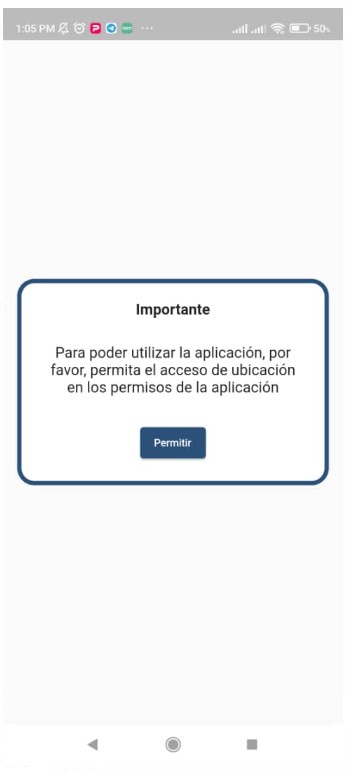 1:05 PM 50%
Importante
Para poder utilizar la aplicación, por
favor, permita el acceso de ubicación
en los permisos de la aplicación
Permitir